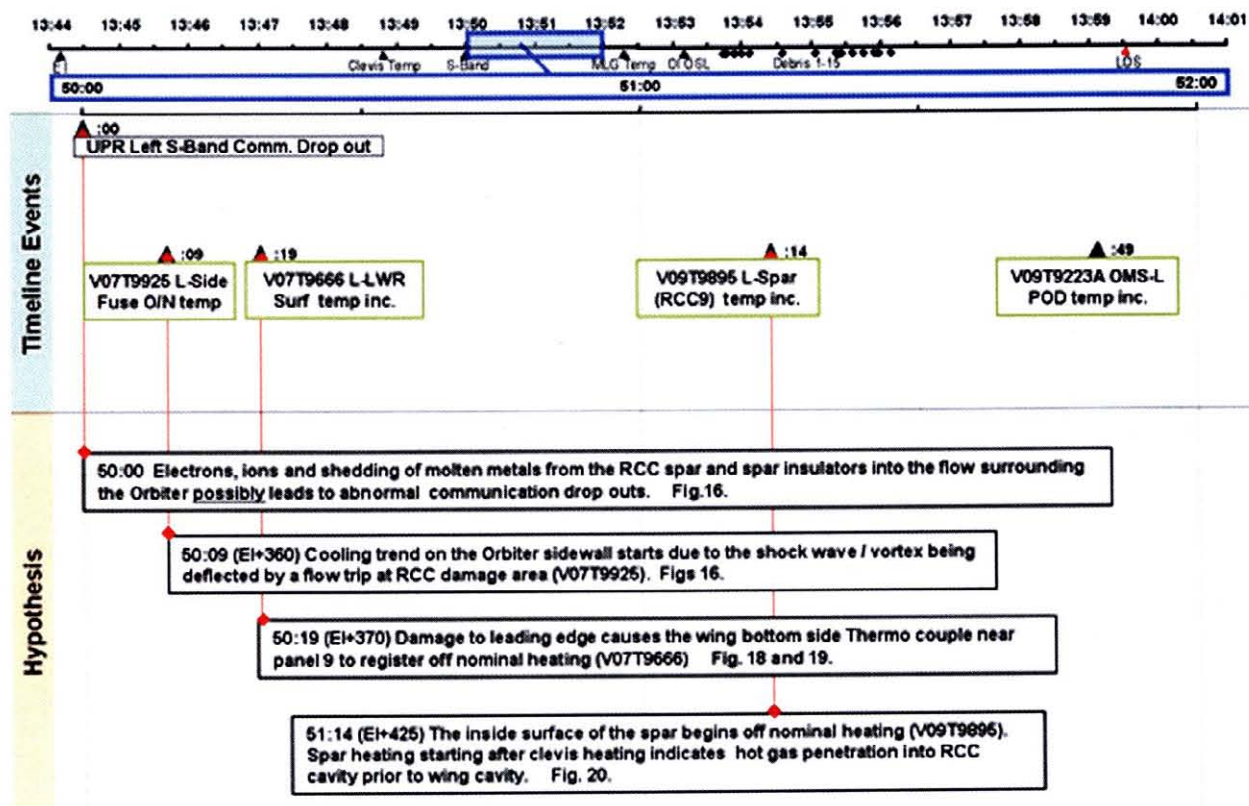 13:44 13:45 13:46 13:47 13:48 13:49 13:50 13:51 13:52 13:53 13:54 13:55 13:56 13:57 13:58 13:59 14:00 14:01
EI Clevis Temp S-Band MLG Temp OI OSL Debris 1-15 LOS
50:00 51:00 52:00
Timeline Events
:00
UPR Left S-Band Comm. Drop out
:09 :19 :14 :49
V07T9925 L-Side
Fuse O/N temp
V07T9666 L-LWR
Surf temp inc.
V09T9895 L-Spar
(RCC9) temp inc.
V09T9223A OMS-L
POD temp inc.
Hypothesis
50:00 Electrons, ions and shedding of molten metals from the RCC spar and spar insulators into the flow surrounding
the Orbiter possibly leads to abnormal communication drop outs. Fig.16.
50:09 (EI+360) Cooling trend on the Orbiter sidewall starts due to the shock wave / vortex being
deflected by a flow trip at RCC damage area (V07T9925). Figs 16.
50:19 (EI+370) Damage to leading edge causes the wing bottom side Thermo couple near
panel 9 to register off nominal heating (V07T9666) Fig. 18 and 19.
51:14 (EI+425) The inside surface of the spar begins off nominal heating (V09T9895).
Spar heating starting after clevis heating indicates hot gas penetration into RCC
cavity prior to wing cavity. Fig. 20.